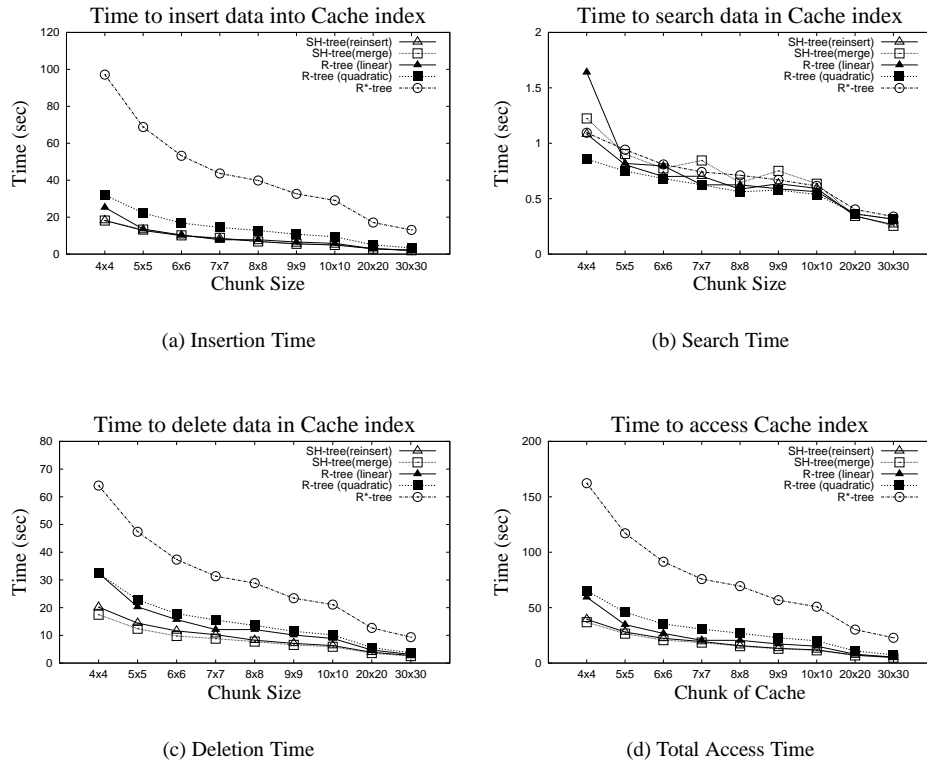 Time to insert data into Cache index
120
100
80
60
40
20
0
Time (sec)
SH-tree(reinsert)
SH-tree(merge)
R-tree (linear)
R-tree (quadratic)
R*-tree
4x4 5x5 6x6 7x7 8x8 9x9 10x10 20x20 30x30
Chunk Size
(a) Insertion Time
Time to search data in Cache index
2
1.5
1
0.5
0
Time (sec)
SH-tree(reinsert)
SH-tree(merge)
R-tree (linear)
R-tree (quadratic)
R*-tree
4x4 5x5 6x6 7x7 8x8 9x9 10x10 20x20 30x30
Chunk Size
(b) Search Time
Time to delete data in Cache index
80
70
60
50
40
30
20
10
0
Time (sec)
SH-tree(reinsert)
SH-tree(merge)
R-tree (linear)
R-tree (quadratic)
R*-tree
4x4 5x5 6x6 7x7 8x8 9x9 10x10 20x20 30x30
Chunk Size
(c) Deletion Time
Time to access Cache index
200
150
100
50
0
Time (sec)
SH-tree(reinsert)
SH-tree(merge)
R-tree (linear)
R-tree (quadratic)
R*-tree
4x4 5x5 6x6 7x7 8x8 9x9 10x10 20x20 30x30
Chunk of Cache
(d) Total Access Time